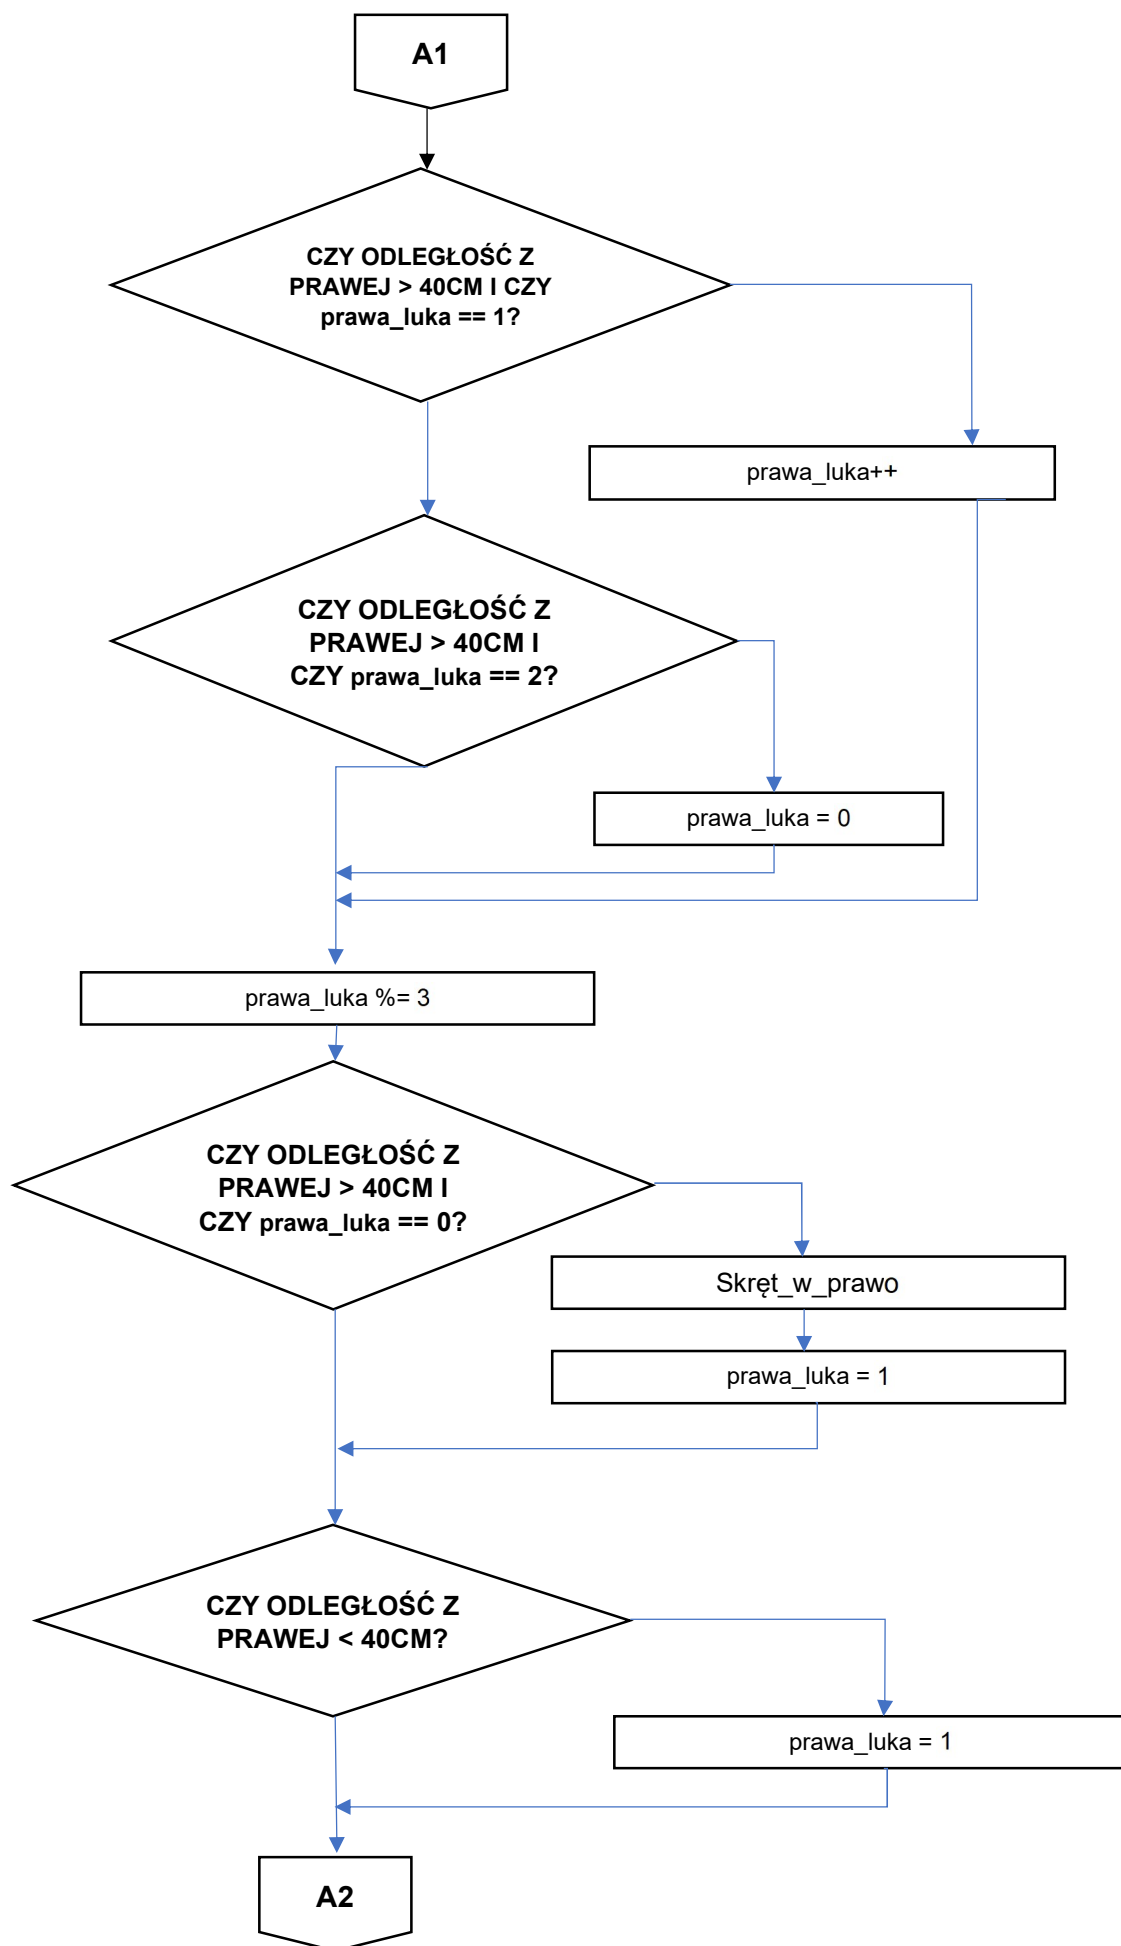 A1
CZY ODLEGŁOŚĆ Z
PRAWEJ > 40CM I CZY
prawa_luka == 1?
prawa_luka++
CZY ODLEGŁOŚĆ Z
PRAWEJ > 40CM I
CZY prawa_luka == 2?
prawa_luka = 0
prawa_luka %= 3
CZY ODLEGŁOŚĆ Z
PRAWEJ > 40CM I
CZY prawa_luka == 0?
Skręt_w_prawo
prawa_luka = 1
CZY ODLEGŁOŚĆ Z
PRAWEJ < 40CM?
prawa_luka = 1
A2